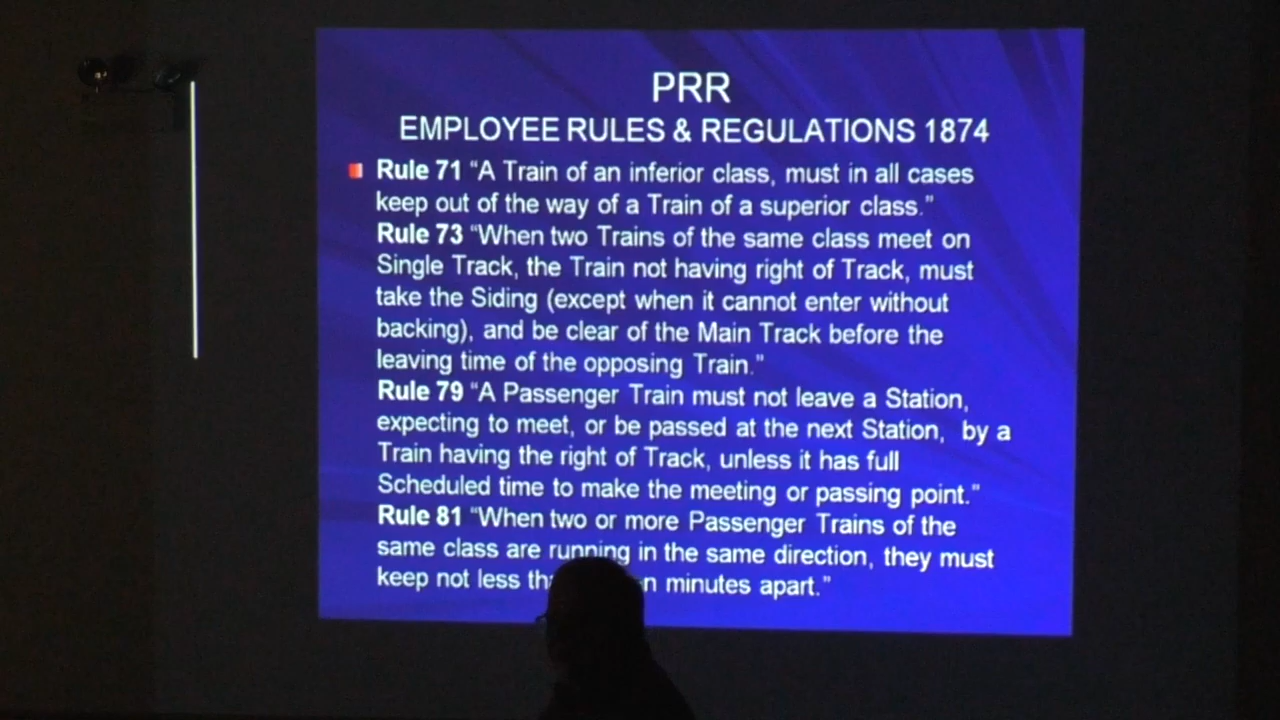 PRR
EMPLOYEE RULES & REGULATIONS 1874
Rule 71 “A Train of an inferior class, must in all cases
keep out of the way of a Train of a superior class.”
Rule 73 “When two Trains of the same class meet on
Single Track, the Train not having right of Track, must
take the Siding (except when it cannot enter without
backing), and be clear of the Main Track before the
leaving time of the opposing Train.”
Rule 79 “A Passenger Train must not leave a Station,
expecting to meet, or be passed at the next Station, by a
Train having the right of Track, unless it has full
Scheduled time to make the meeting or passing point.”
Rule 81 “When two or more Passenger Trains of the
same class are running in the same direction, they must
keep not less minutes apart.”